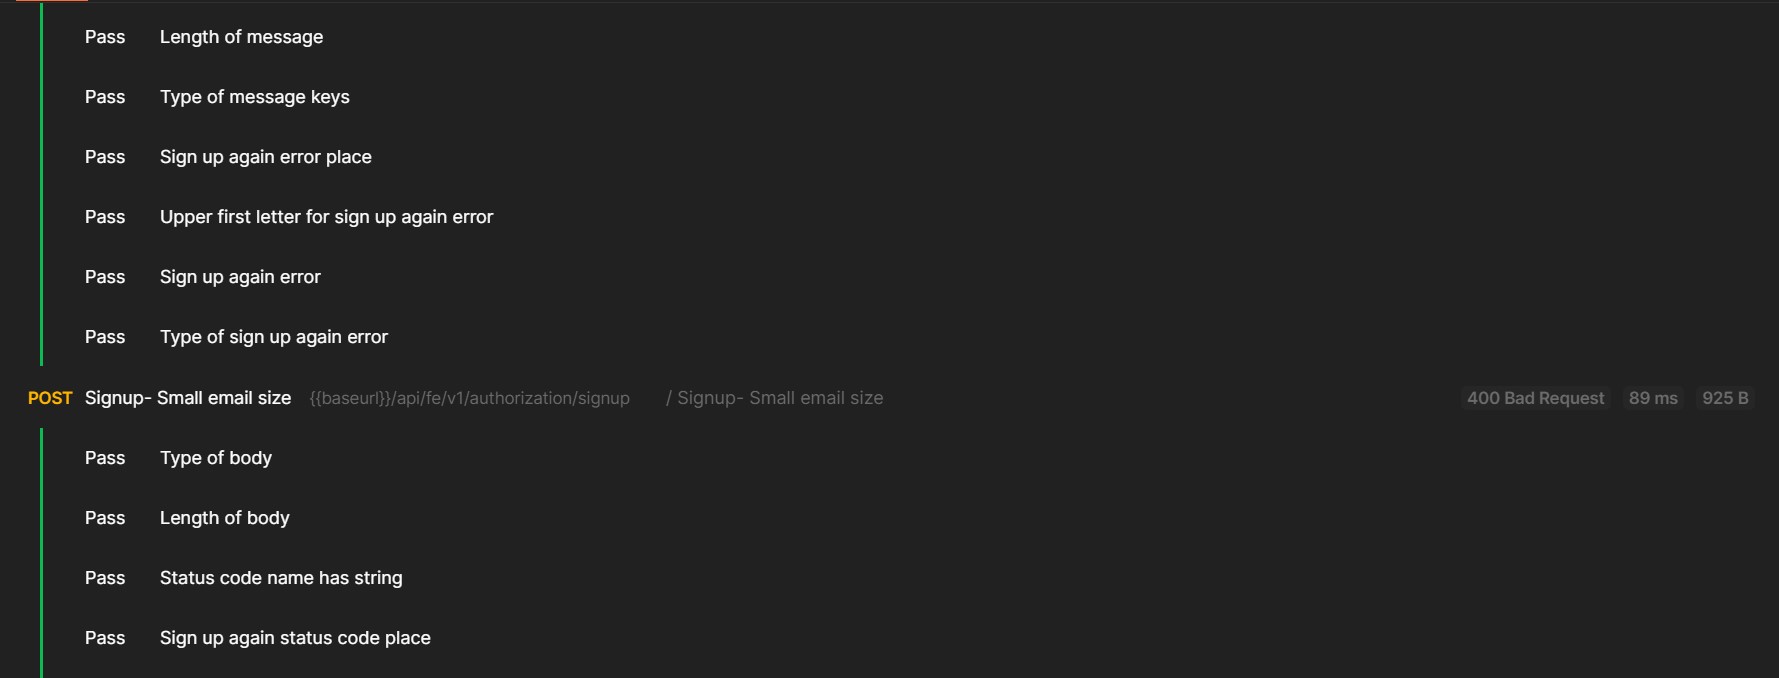 Pass Length of message
Pass Type of message keys
Pass Sign up again error place
Pass Upper first letter for sign up again error
Pass Sign up again error
Pass Type of sign up again error
POST Signup- Small email size {{baseurl}}/api/fe/v1/authorization/signup / Signup- Small email size 400 Bad Request 89 ms 925 B
Pass Type of body
Pass Length of body
Pass Status code name has string
Pass Sign up again status code place